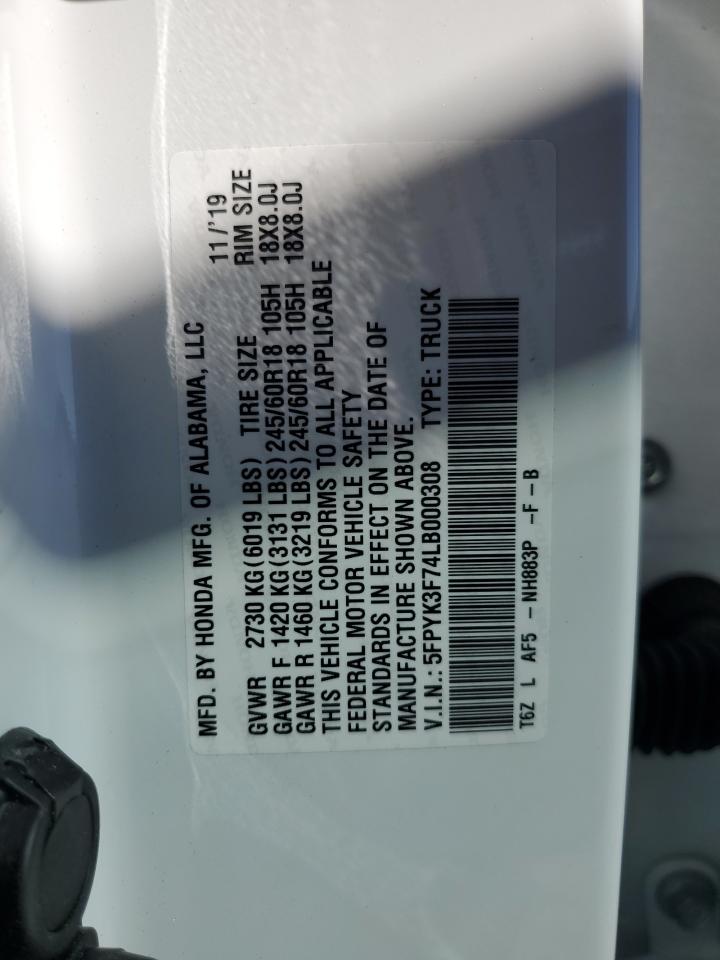 MFD. BY HONDA MFG. OF ALABAMA, LLC 11/'19
GVWR 2730 KG(6019 LBS) TIRE SIZE RIM SIZE
GAWR F 1420 KG(3131 LBS) 245/60R18 105H 18X8.0J
GAWR R 1460 KG(3219 LBS) 245/60R18 105H 18X8.0J
THIS VEHICLE CONFORMS TO ALL APPLICABLE
FEDERAL MOTOR VEHICLE SAFETY
STANDARDS IN EFFECT ON THE DATE OF
MANUFACTURE SHOWN ABOVE.
V.I.N.: 5FPYK3F74LB000308 TYPE: TRUCK
T6Z L AF5 - NH883P -F -B